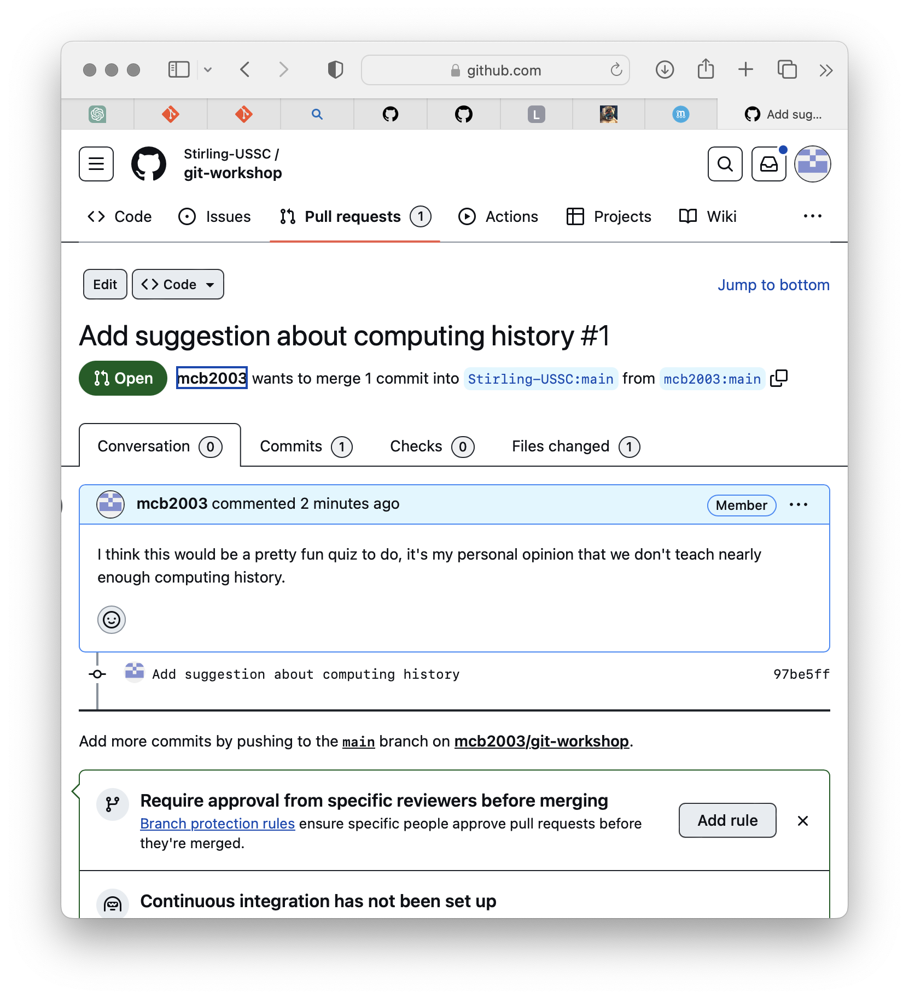 github.com
L
m
Add sug...
Stirling-USSC /
git-workshop
Code
Issues
Pull requests 1
Actions
Projects
Wiki
Edit
Code
Jump to bottom
Add suggestion about computing history #1
Open
mcb2003 wants to merge 1 commit into Stirling-USSC:main from mcb2003:main
Conversation 0
Commits 1
Checks 0
Files changed 1
mcb2003 commented 2 minutes ago
Member
I think this would be a pretty fun quiz to do, it's my personal opinion that we don't teach nearly
enough computing history.
Add suggestion about computing history
97be5ff
Add more commits by pushing to the main branch on mcb2003/git-workshop.
Require approval from specific reviewers before merging
Branch protection rules ensure specific people approve pull requests before
they're merged.
Add rule
Continuous integration has not been set up